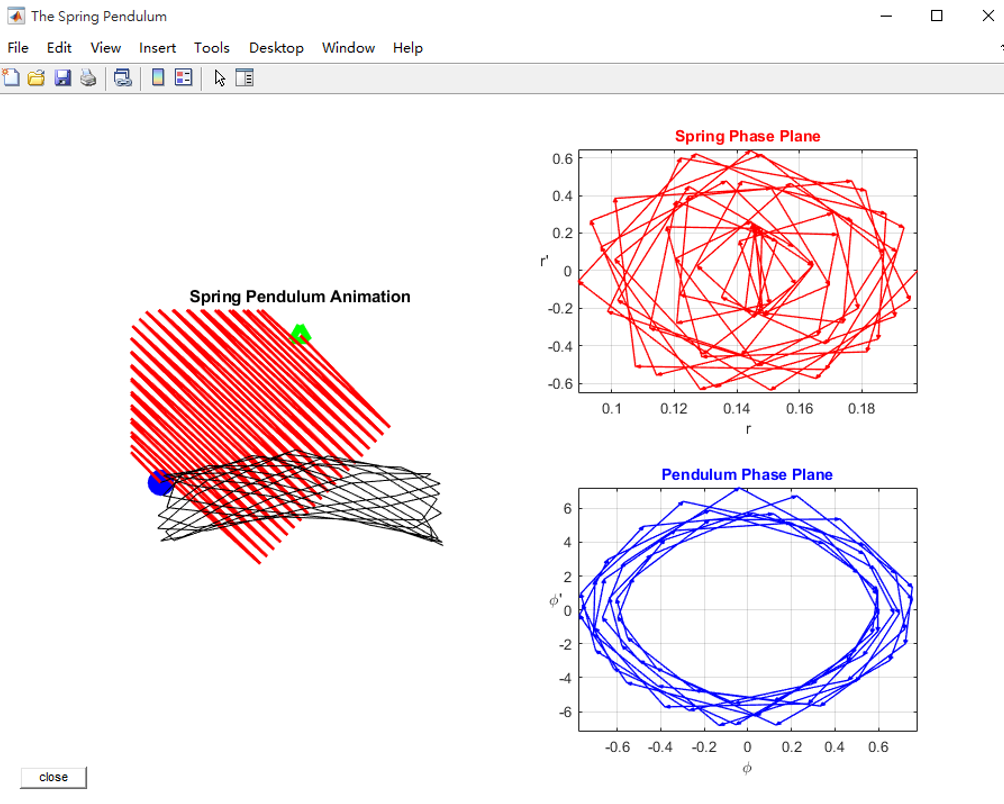 The Spring Pendulum
File Edit View Insert Tools Desktop Window Help
Spring Pendulum Animation
Spring Phase Plane
0.6
0.4
0.2
0
-0.2
-0.4
-0.6
r'
0.1 0.12 0.14 0.16 0.18
r
Pendulum Phase Plane
6
4
2
0
-2
-4
-6
ϕ'
-0.6 -0.4 -0.2 0 0.2 0.4 0.6
ϕ
close